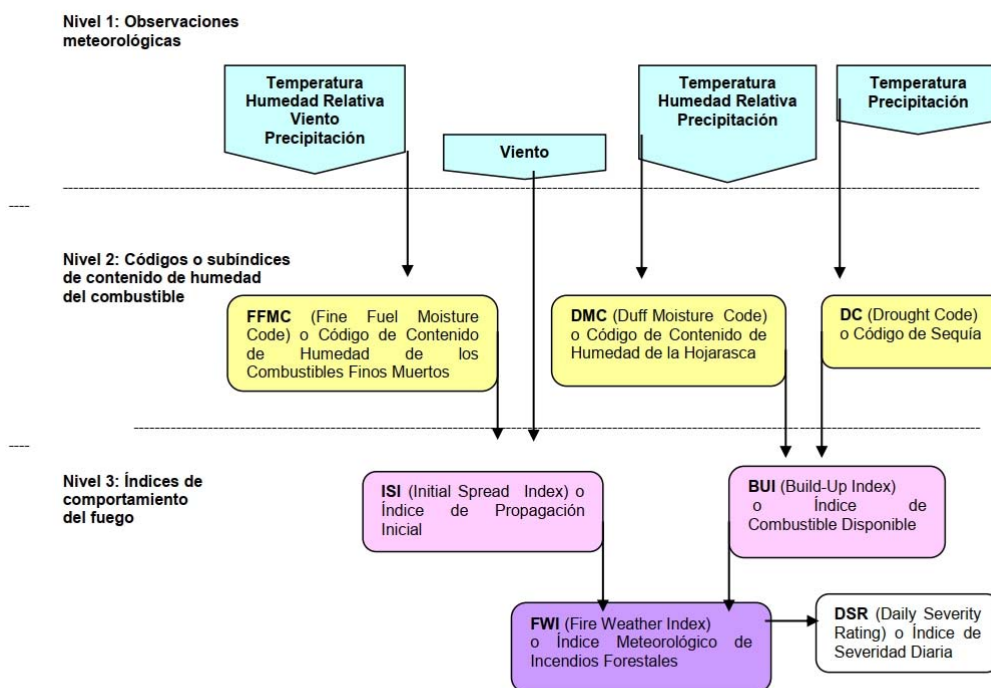 Nivel 1: Observaciones
meteorológicas
Temperatura
Humedad Relativa
Viento
Precipitación
Viento
Temperatura
Humedad Relativa
Precipitación
Temperatura
Precipitación
Nivel 2: Códigos o subíndices
de contenido de humedad
del combustible
FFMC (Fine Fuel Moisture
Code) o Código de Contenido
de Humedad de los
Combustibles Finos Muertos
DMC (Duff Moisture Code)
o Código de Contenido de
Humedad de la Hojarasca
DC (Drought Code)
o Código de Sequía
Nivel 3: Índices de
comportamiento
del fuego
ISI (Initial Spread Index) o
Índice de Propagación
Inicial
BUI (Build-Up Index)
o Índice de
Combustible Disponible
FWI (Fire Weather Index)
o Índice Meteorológico de
Incendios Forestales
DSR (Daily Severity
Rating) o Índice de
Severidad Diaria